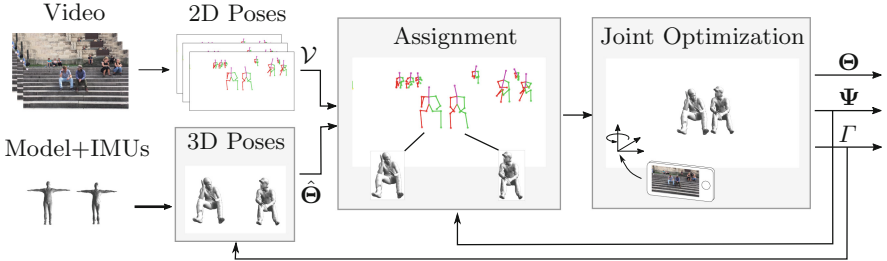 Video
2D Poses
𝒱
Assignment
Joint Optimization
Θ
Ψ
Γ
Model+IMUs
3D Poses
Θ̂